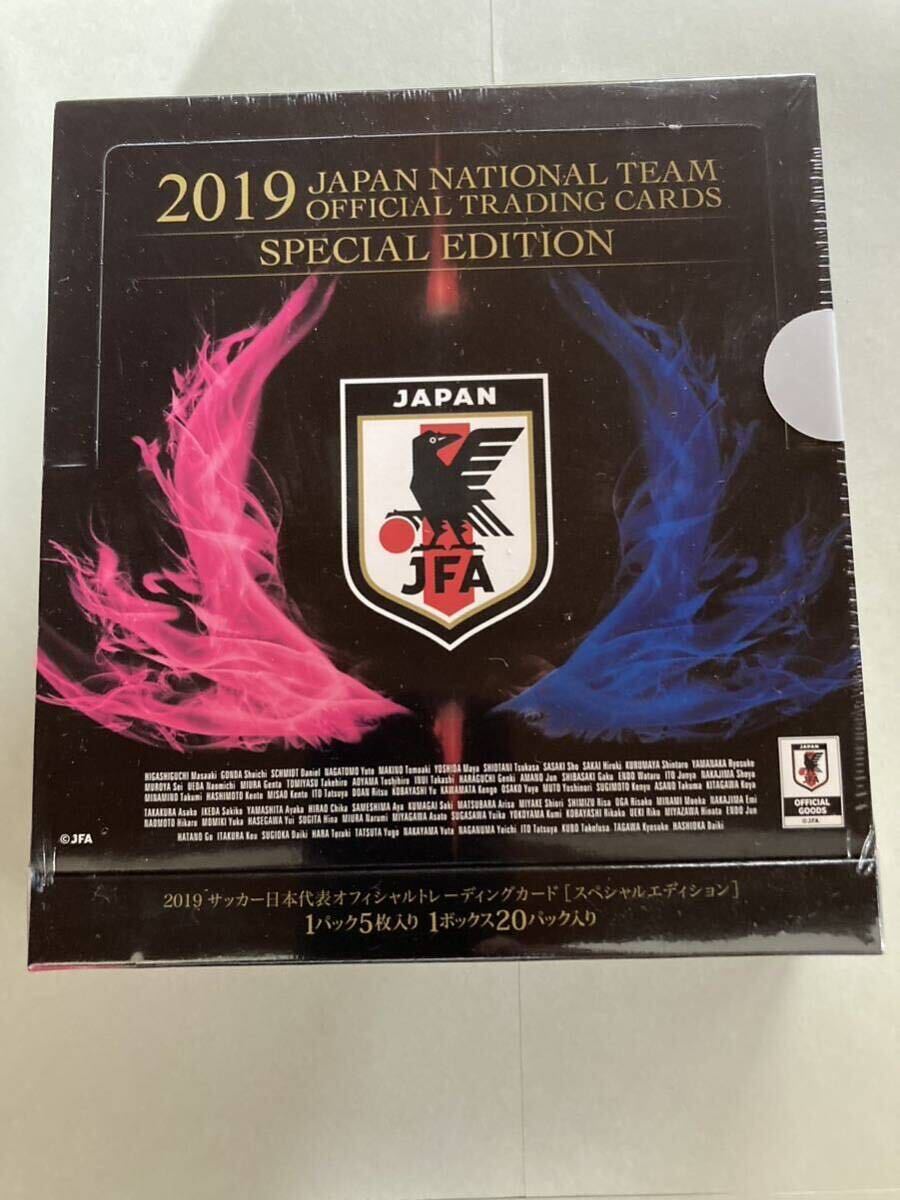 2019 JAPAN NATIONAL TEAM
OFFICIAL TRADING CARDS
SPECIAL EDITION
JAPAN
JFA
HIGASHIGUCHI Masaaki GONDA Shuichi SCHMIDT Daniel NAGATOMO Yuto MAKINO Tomoaki YOSHIDA Maya SHIOTANI Tsukasa SASAKI Sho SAKAI Hiroki KURUMAYA Shintaro YAMANAKA Ryosuke
MUROYA Sei UEDA Naomichi MIURA Genta TOMIYASU Takehiro AOYAMA Toshihiro INUI Takashi HARAGUCHI Genki AMANO Jun SHIBASAKI Gaku ENDO Wataru ITO Junya NAKAJIMA Shoya
MINAMINO Takumi HASHIMOTO Kento MISAO Kento ITO Tatsuya DOAN Ritsu KOBAYASHI Yu KAWAMATA Kengo OSAKO Yuya MUTO Yoshinori SUGIMOTO Kenyu ASANO Takuma KITAGAWA Koya
TAKAKURA Asako IKEDA Sakiko YAMASHITA Ayaka HIRAO Chika SAMESHIMA Aya KUMAGAI Saki MATSUBARA Arisa MIYAKE Shiori SHIMIZU Risa OGA Risako MINAMI Moeka NAKAJIMA Emi
NAOMOTO Hikaru MOMIKI Yuka HASEGAWA Yui SUGITA Hina MIURA Narumi MIYAGAWA Asato SUGASAWA Yuika YOKOYAMA Kumi KOBAYASHI Rikako UEKI Riko MIYAZAWA Hinata ENDO Jun
HATANO Go ITAKURA Kou SUGIOKA Daiki HARA Teruki TATSUTA Yugo NAKAYAMA Yuta NAGANUMA Yoichi ITO Tatsuya KUBO Takefusa TAGAWA Kyosuke HASHIOKA Daiki
©JFA
JAPAN
JFA
OFFICIAL
GOODS
©JFA
2019 サッカー日本代表オフィシャルトレーディングカード [スペシャルエディション]
1パック5枚入り 1ボックス20パック入り